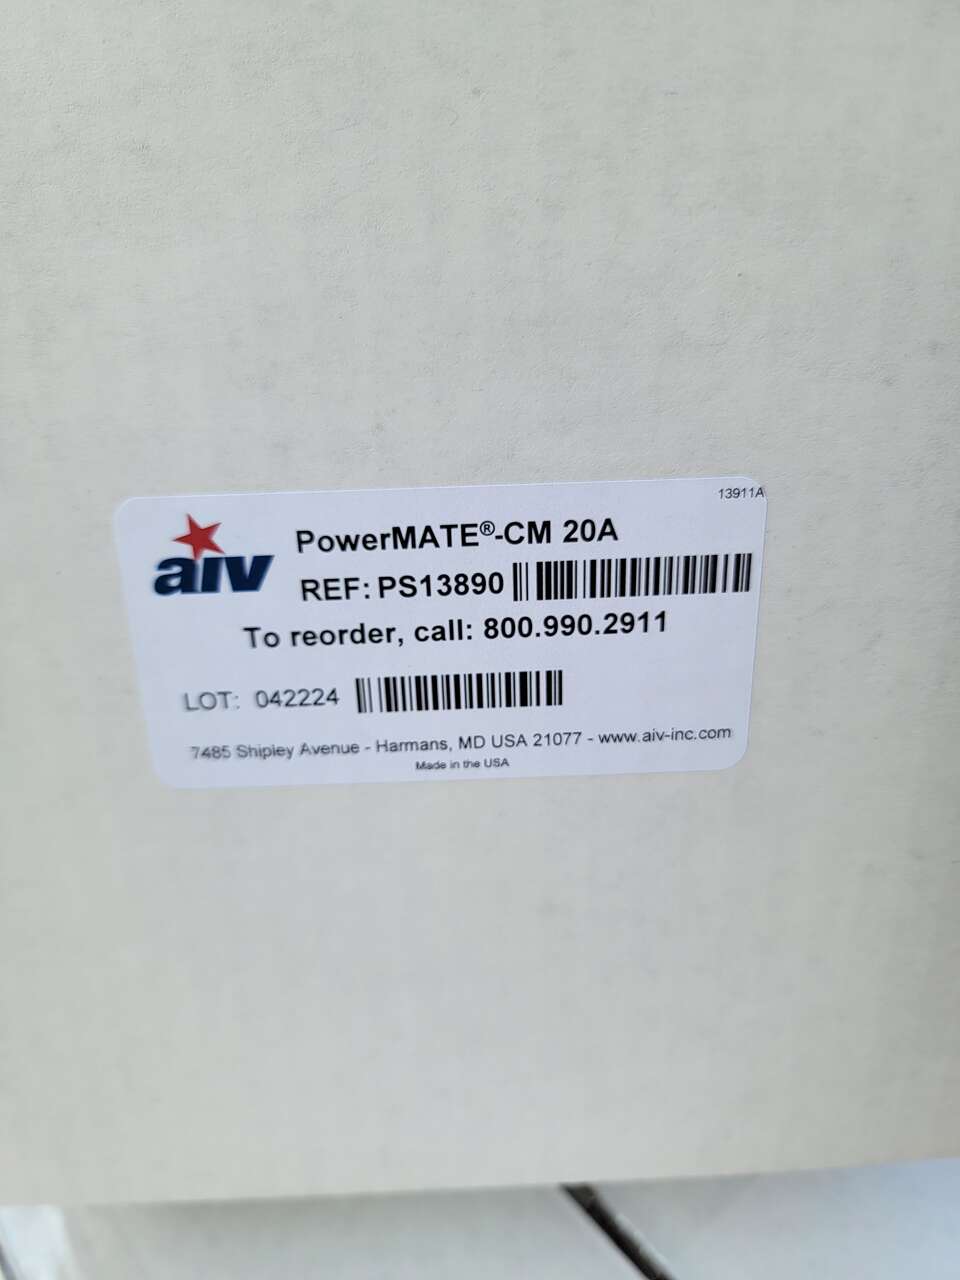 13911A
aiv
PowerMATE®-CM 20A
REF: PS13890
To reorder, call: 800.990.2911
LOT: 042224
7485 Shipley Avenue - Harmans, MD USA 21077 - www.aiv-inc.com
Made in the USA